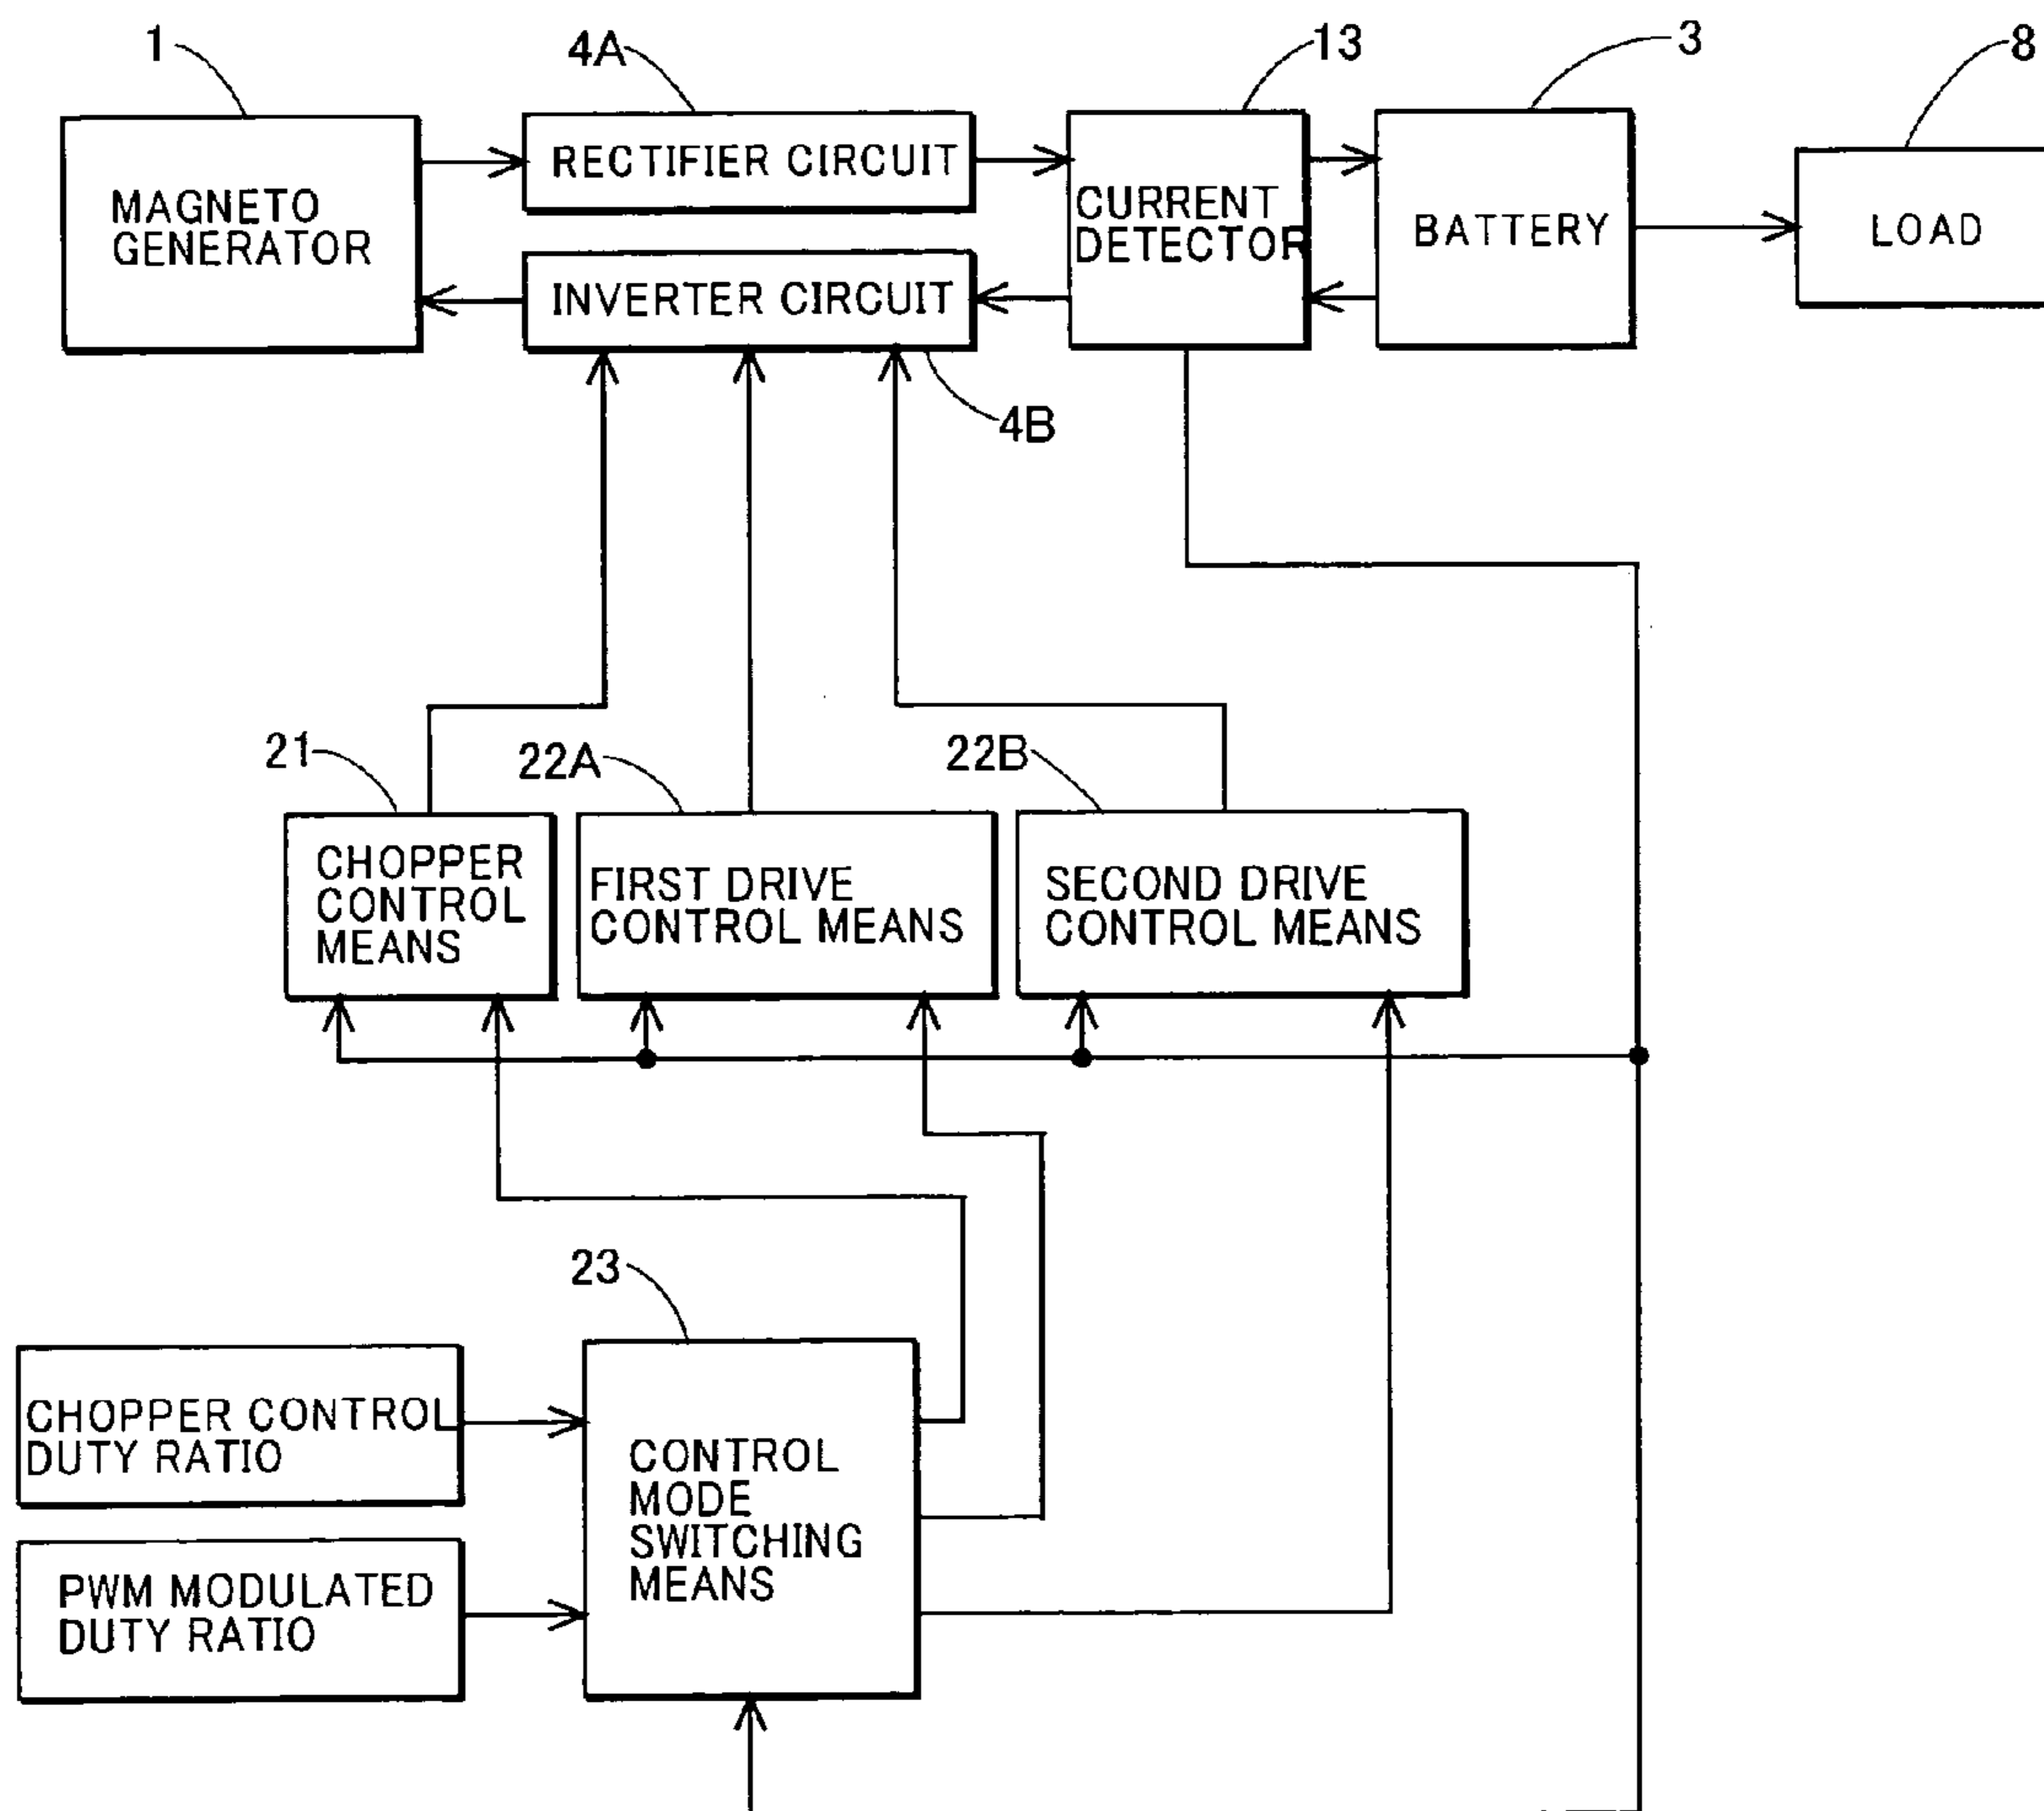 1
4A
13
3
8
MAGNETO
GENERATOR
RECTIFIER CIRCUIT
INVERTER CIRCUIT
CURRENT
DETECTOR
BATTERY
LOAD
4B
21
22A
22B
CHOPPER
CONTROL
MEANS
FIRST DRIVE
CONTROL MEANS
SECOND DRIVE
CONTROL MEANS
23
CHOPPER CONTROL
DUTY RATIO
PWM MODULATED
DUTY RATIO
CONTROL
MODE
SWITCHING
MEANS